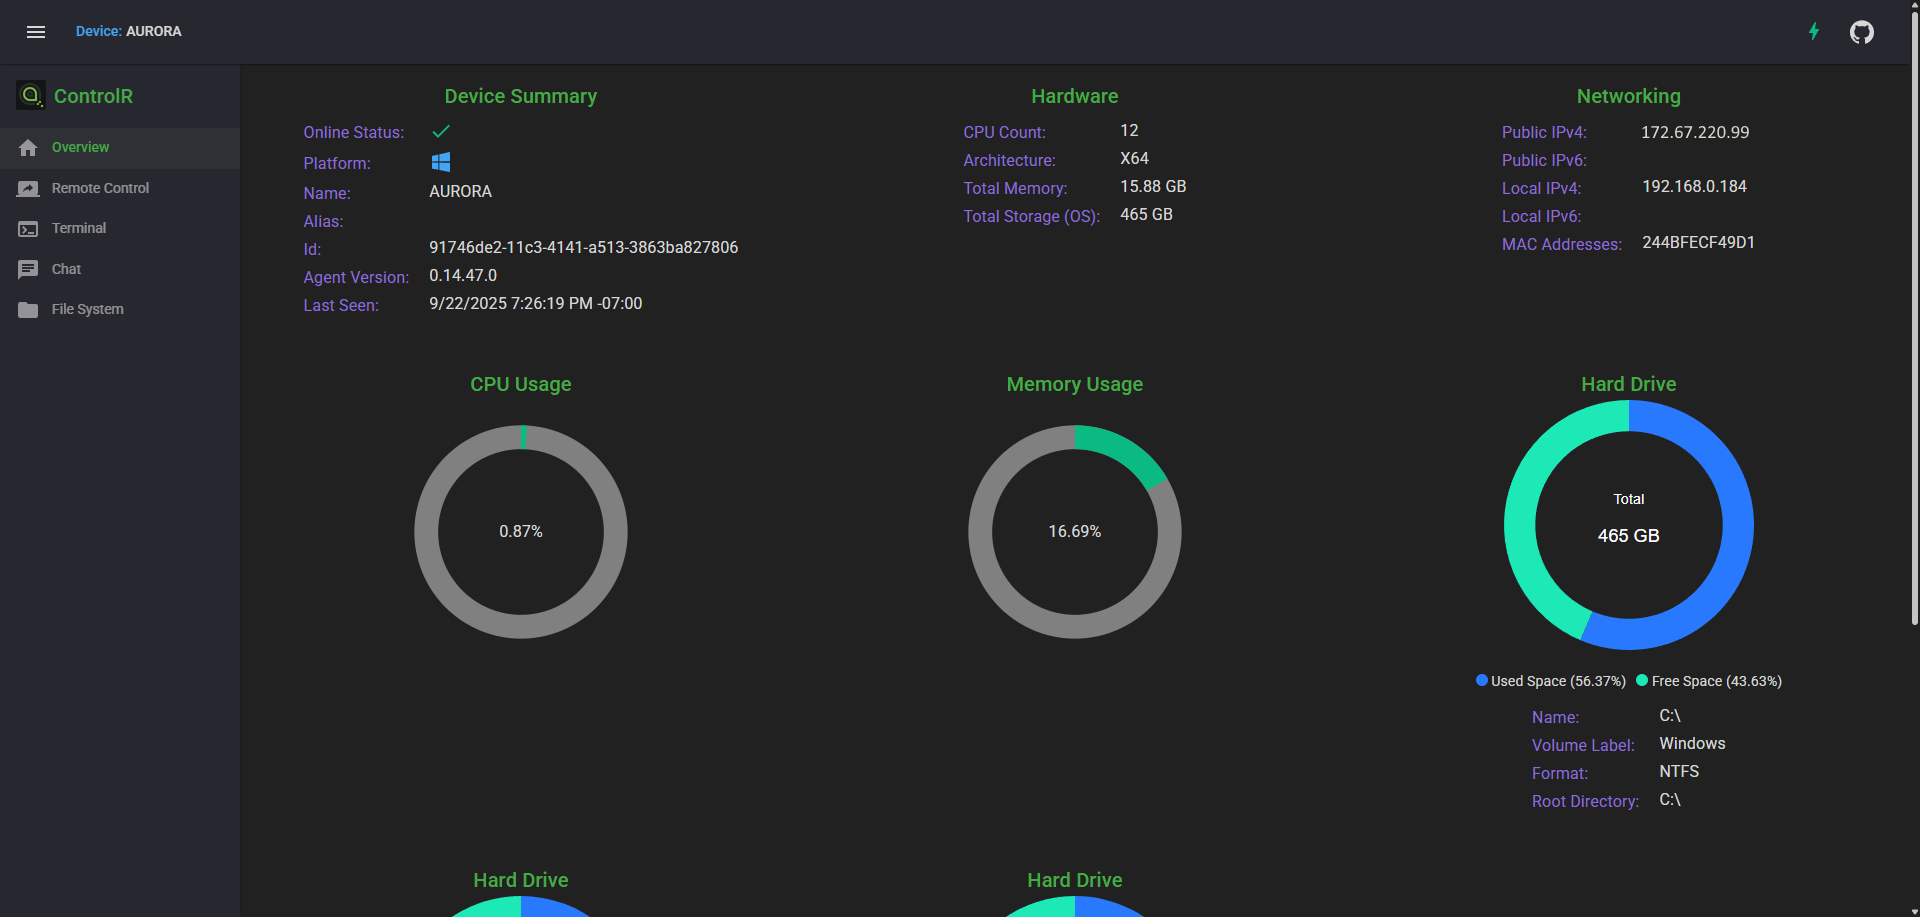 Device: AURORA
ControlR
Overview
Remote Control
Terminal
Chat
File System
Device Summary
Online Status:
Platform:
Name: AURORA
Alias:
Id: 91746de2-11c3-4141-a513-3863ba827806
Agent Version: 0.14.47.0
Last Seen: 9/22/2025 7:26:19 PM -07:00
Hardware
CPU Count: 12
Architecture: X64
Total Memory: 15.88 GB
Total Storage (OS): 465 GB
Networking
Public IPv4: 172.67.220.99
Public IPv6:
Local IPv4: 192.168.0.184
Local IPv6:
MAC Addresses: 244BFECF49D1
CPU Usage
0.87%
Memory Usage
16.69%
Hard Drive
Total
465 GB
Used Space (56.37%) Free Space (43.63%)
Name: C:\
Volume Label: Windows
Format: NTFS
Root Directory: C:\
Hard Drive
Hard Drive